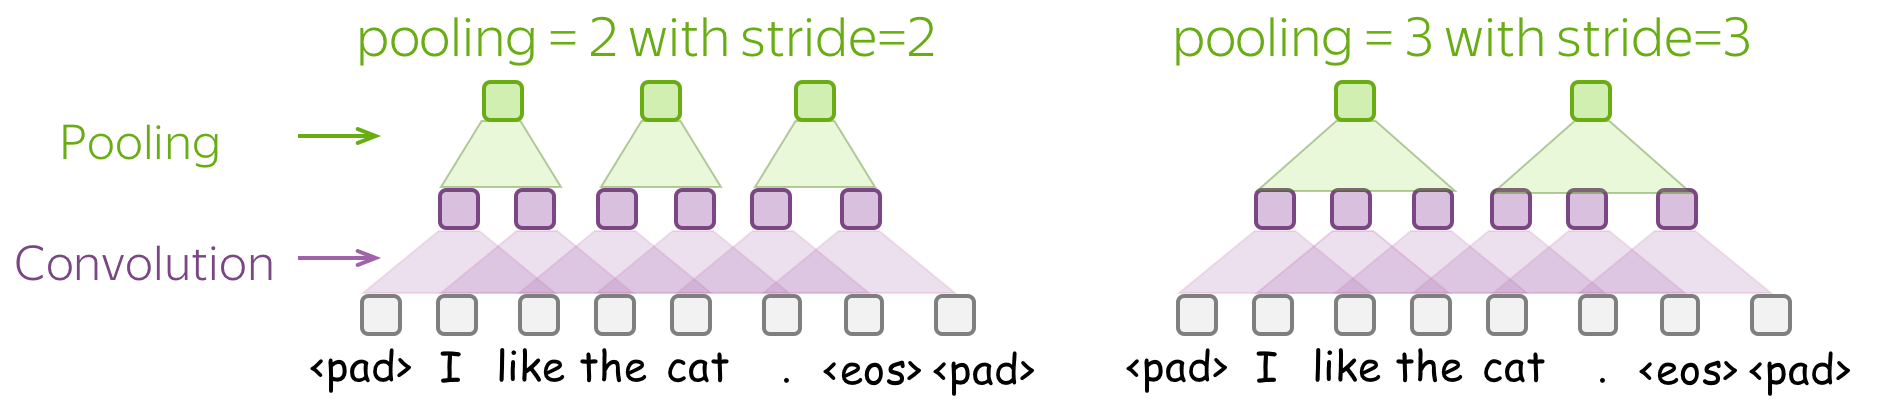 pooling = 2 with stride=2
pooling = 3 with stride=3
Pooling
Convolution
<pad> I like the cat . <eos> <pad>
<pad> I like the cat . <eos> <pad>